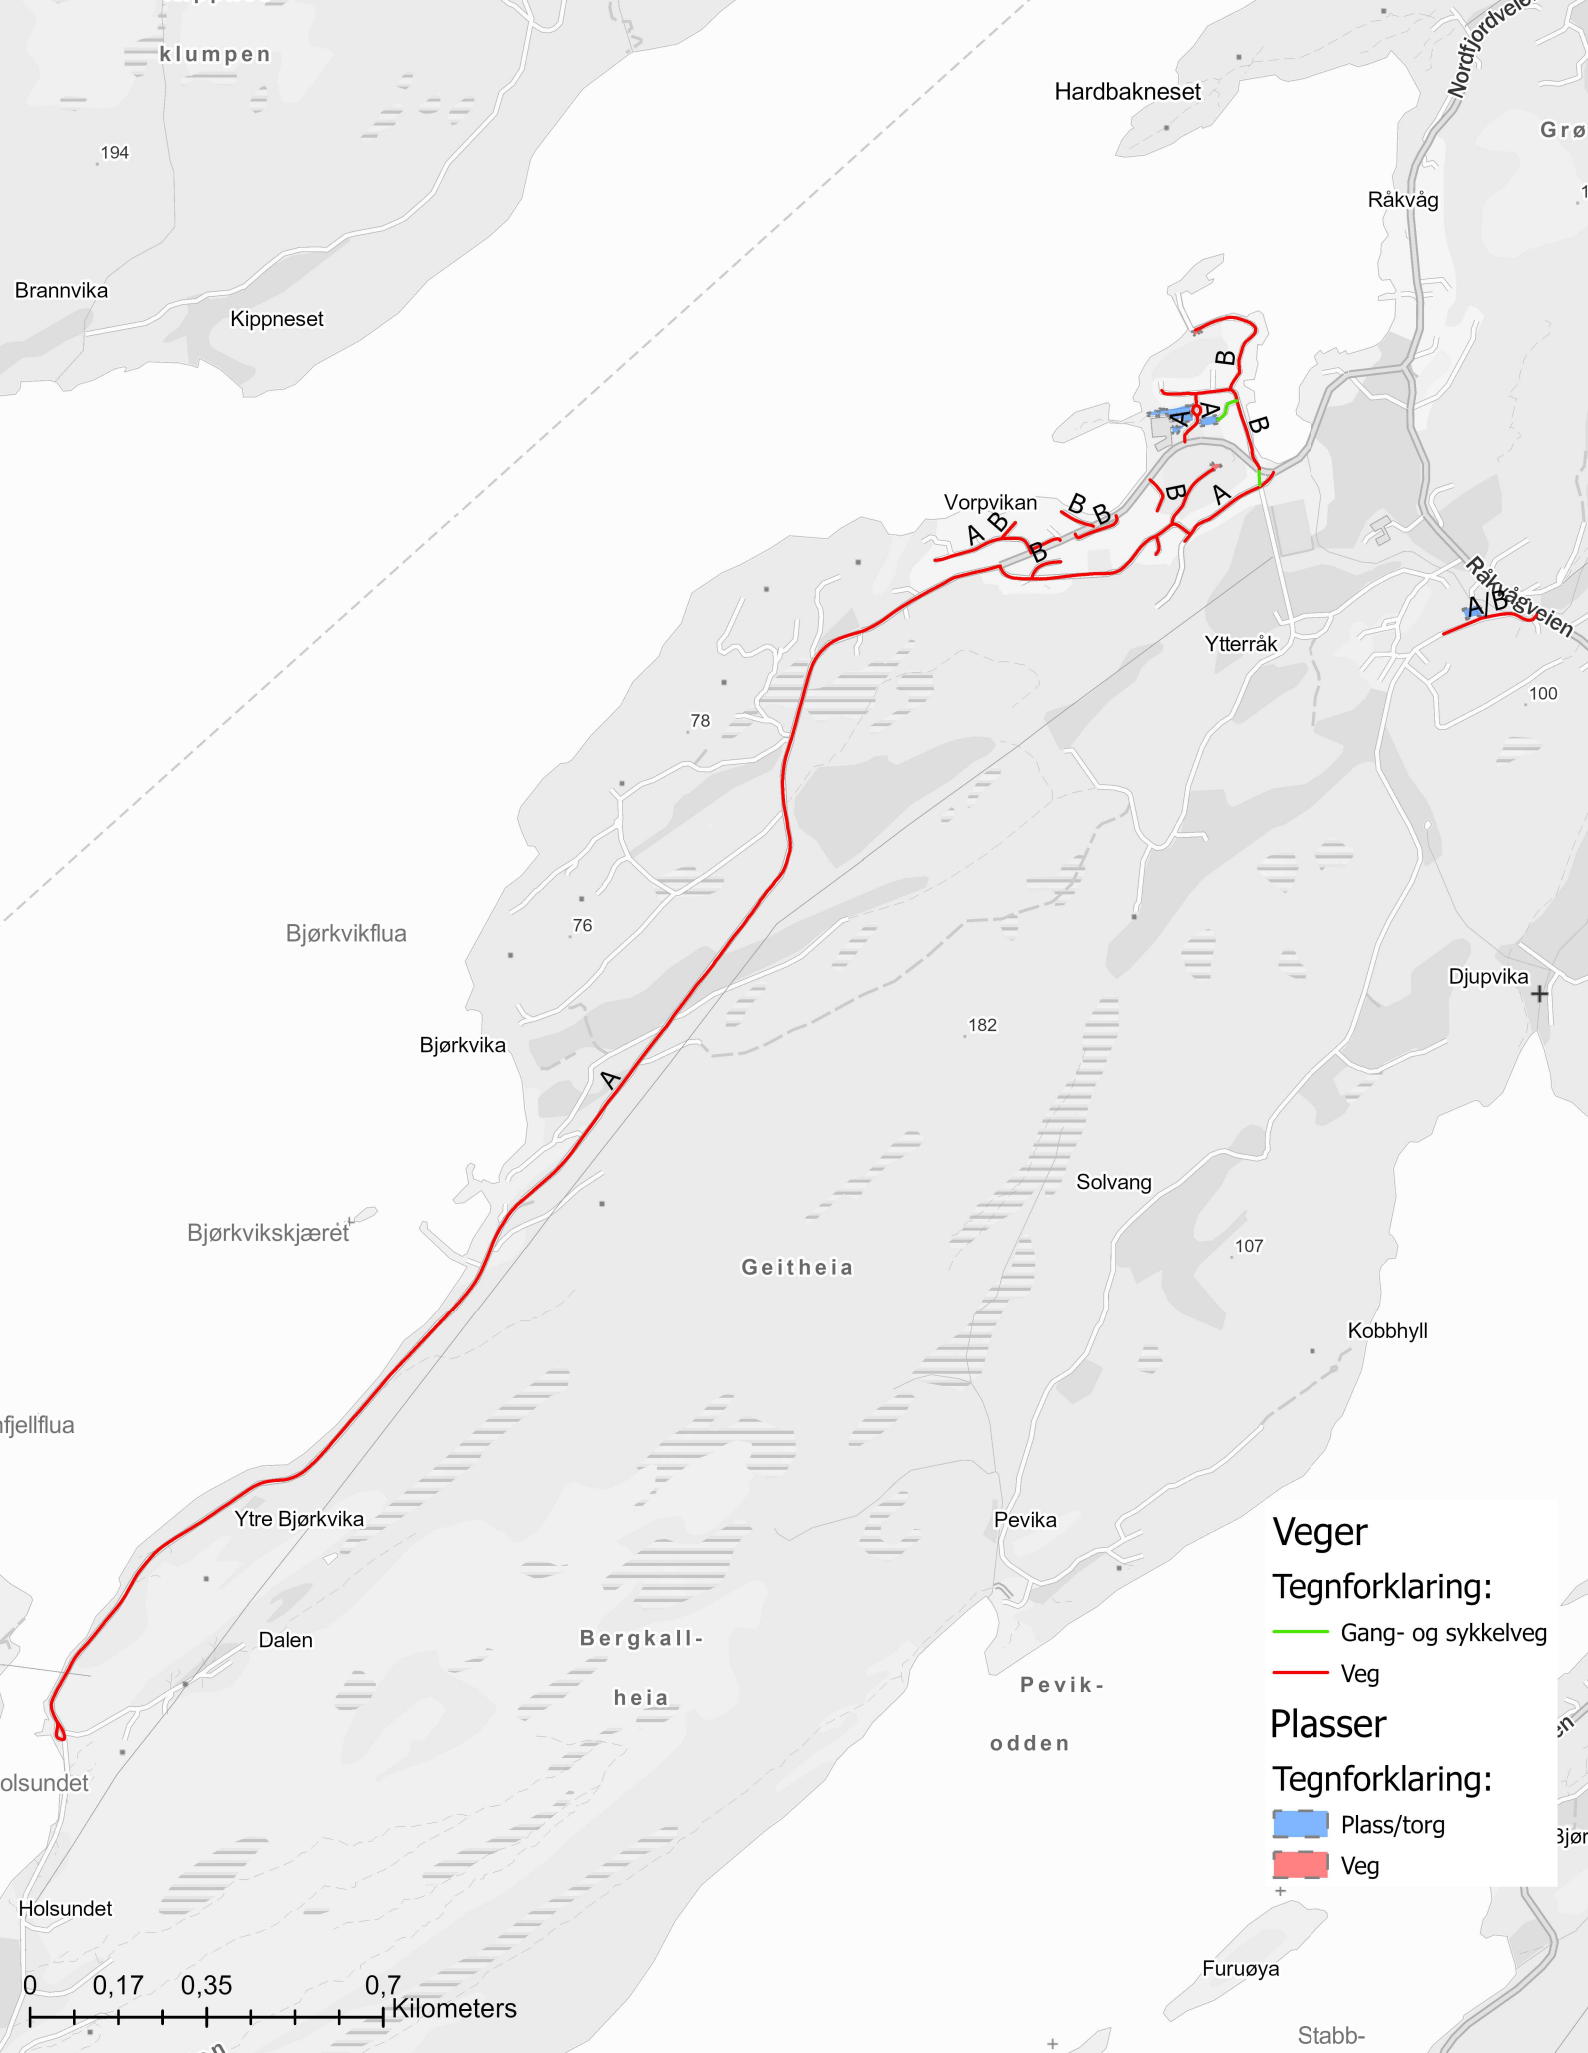 klumpen
Nordfjordveien
Hardbakneset
Grø
194
Råkvåg
Brannvika
Kippneset
B
A
A
B
Vorpvikan
B
B
B
A
A
B
B
Råkvågveien
A/B
Ytterråk
100
78
76
Bjørkvikflua
Djupvika
182
Bjørkvika
A
Solvang
Bjørkvikskjæret
107
Geitheia
Kobbhyll
fjellflua
Ytre Bjørkvika
Pevika
Veger
Tegnforklaring:
Gang- og sykkelveg
Veg
Plasser
Tegnforklaring:
Plass/torg
Veg
Dalen
Bergkall-
heia
Pevik-
odden
en
olsundet
Bjør
Holsundet
Furuøya
0 0,17 0,35 0,7
Kilometers
Stabb-
n